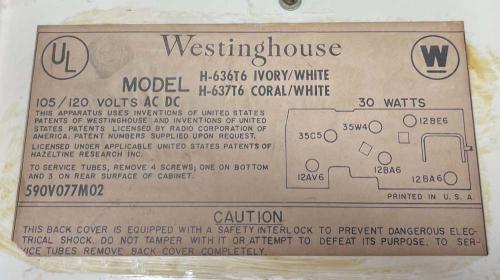 UL
Westinghouse
W
MODEL H-636T6 IVORY/WHITE
H-637T6 CORAL/WHITE
105/120 VOLTS AC DC
30 WATTS
THIS APPARATUS USES INVENTIONS OF UNITED STATES
PATENTS OF WESTINGHOUSE AND INVENTIONS OF UNITED
STATES PATENTS LICENSED BY RADIO CORPORATION OF
AMERICA. PATENT NUMBERS SUPPLIED UPON REQUEST.
LICENSED UNDER APPLICABLE UNITED STATES PATENTS OF
HAZELTINE RESEARCH INC.
TO SERVICE TUBES, REMOVE 4 SCREWS; ONE ON BOTTOM
AND 3 ON REAR SURFACE OF CABINET.
590V077M02
35C5
35W4
12BE6
12AV6
12BA6
12BA6
PRINTED IN U.S.A
CAUTION
THIS BACK COVER IS EQUIPPED WITH A SAFETY INTERLOCK TO PREVENT DANGEROUS ELEC-
TRICAL SHOCK. DO NOT TAMPER WITH IT OR ATTEMPT TO DEFEAT ITS PURPOSE. TO SER-
VICE TUBES REMOVE BACK COVER COMPLETELY.